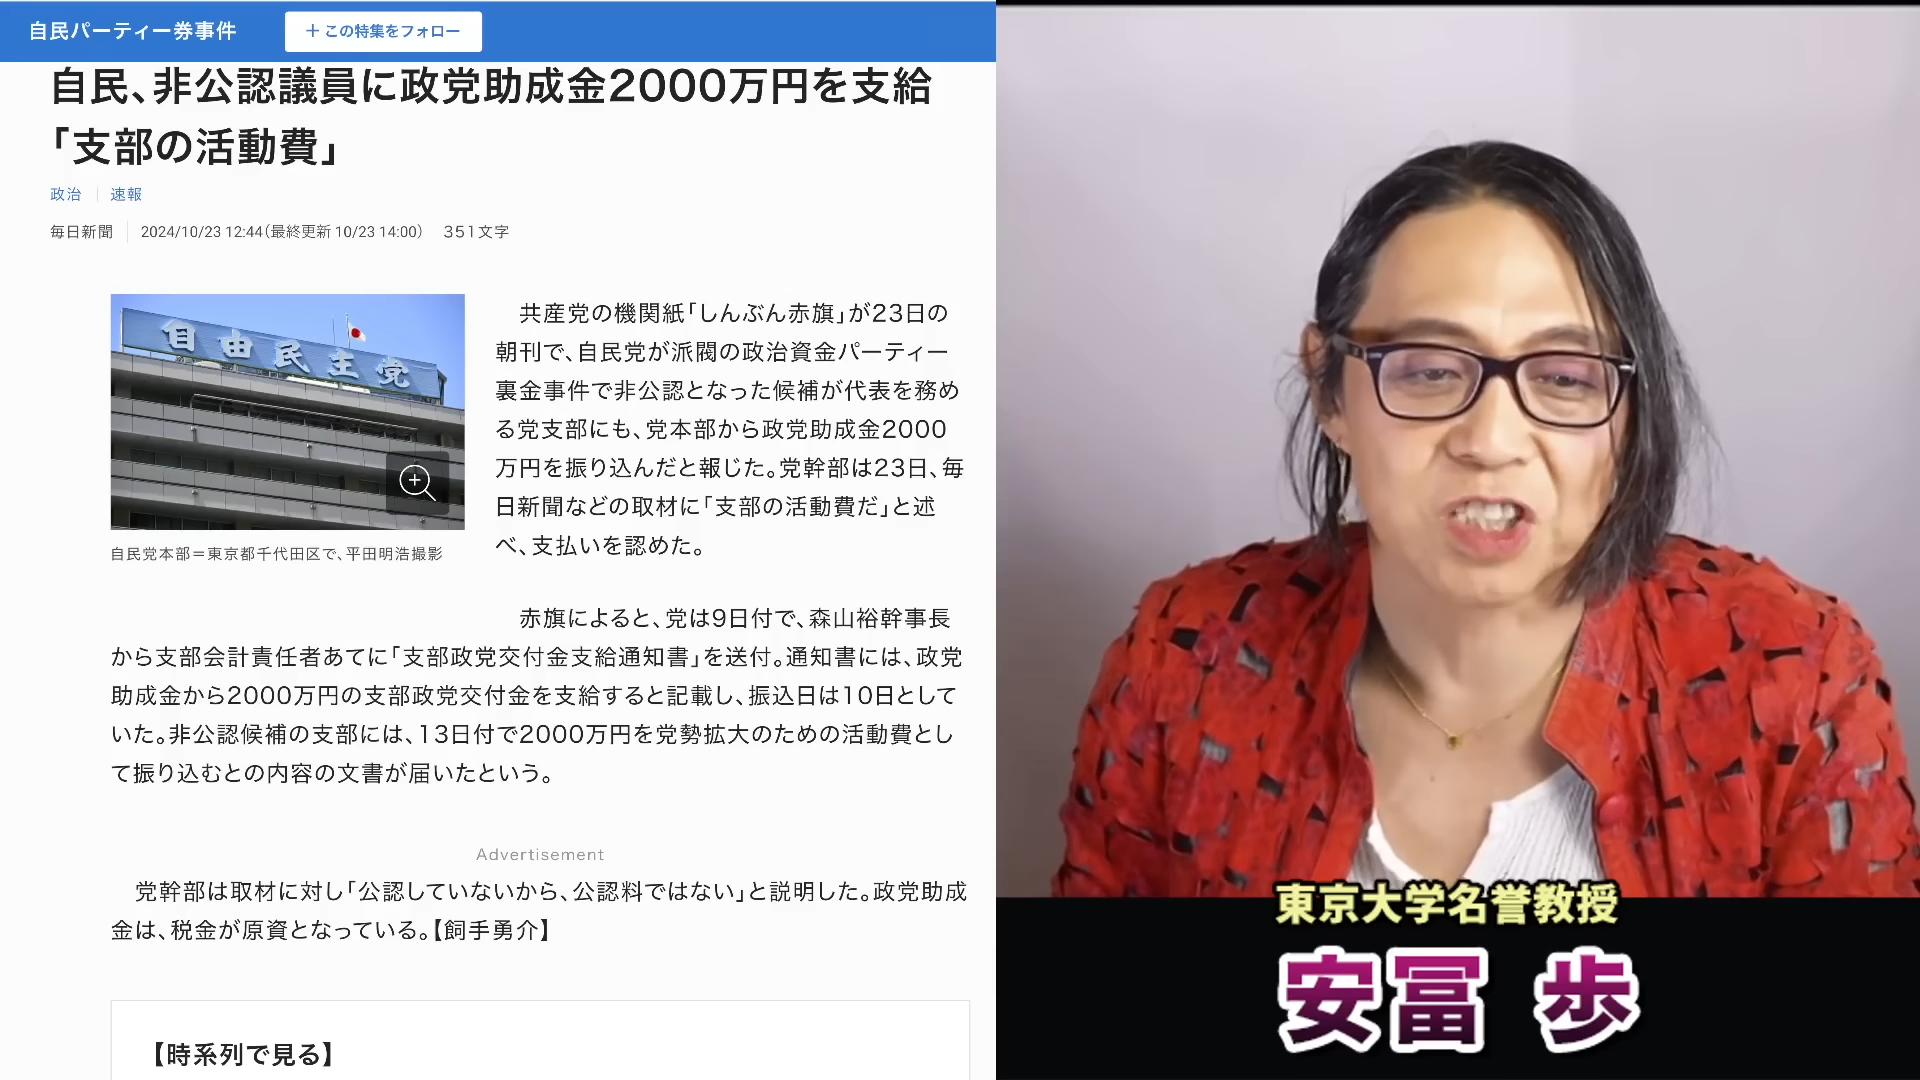 自民パーティー券事件
＋この特集をフォロー
自民、非公認議員に政党助成金2000万円を支給
「支部の活動費」
政治 速報
毎日新聞 2024/10/23 12:44(最終更新 10/23 14:00) 351文字
自由民主党
自民党本部＝東京都千代田区で、平田明浩撮影
共産党の機関紙「しんぶん赤旗」が23日の
朝刊で、自民党が派閥の政治資金パーティー
裏金事件で非公認となった候補が代表を務め
る党支部にも、党本部から政党助成金2000
万円を振り込んだと報じた。党幹部は23日、毎
日新聞などの取材に「支部の活動費だ」と述
べ、支払いを認めた。
赤旗によると、党は9日付で、森山裕幹事長
から支部会計責任者あてに「支部政党交付金支給通知書」を送付。通知書には、政党
助成金から2000万円の支部政党交付金を支給すると記載し、振込日は10日として
いた。非公認候補の支部には、13日付で2000万円を党勢拡大のための活動費とし
て振り込むとの内容の文書が届いたという。
Advertisement
党幹部は取材に対し「公認していないから、公認料ではない」と説明した。政党助成
金は、税金が原資となっている。【飼手勇介】
【時系列で見る】
東京大学名誉教授
安冨 歩